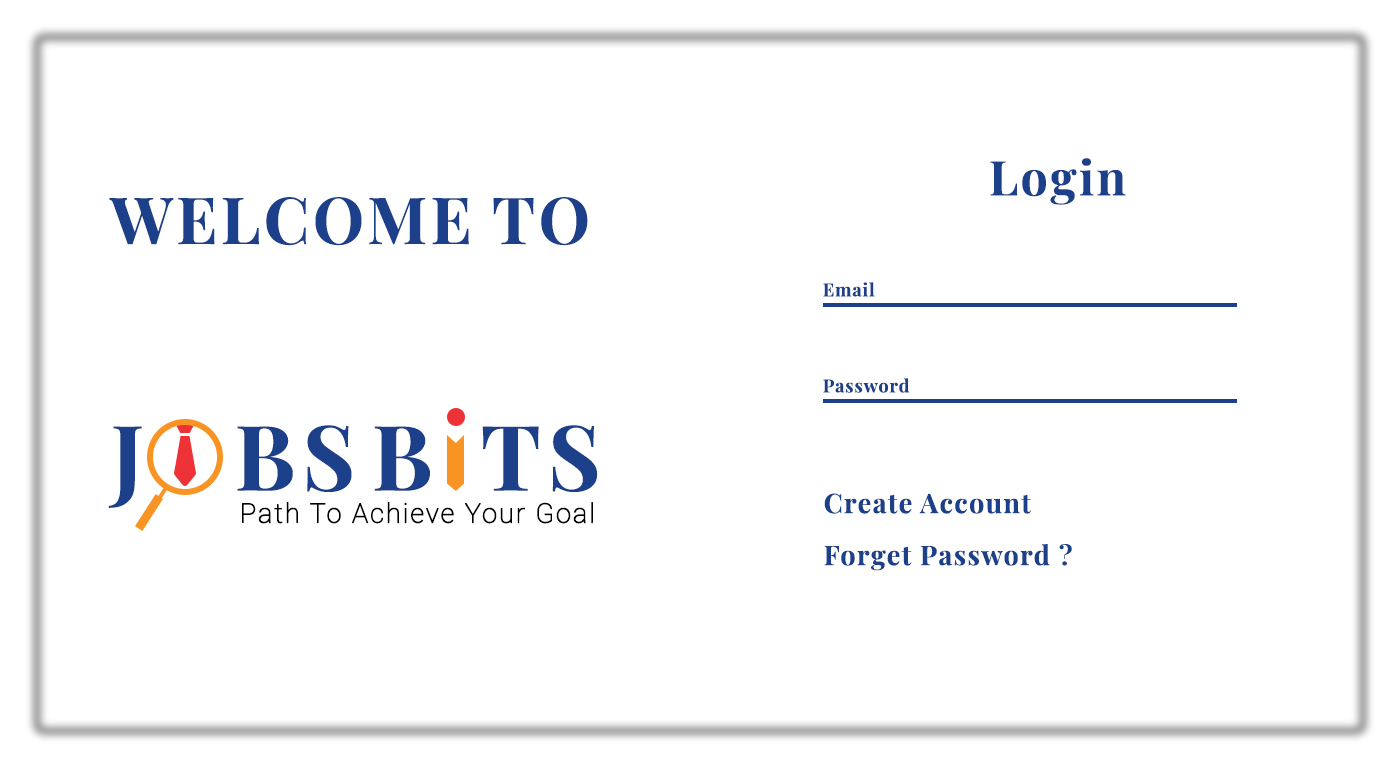 WELCOME TO
JOBS BiTS
Path To Achieve Your Goal
Login
Email
Password
Create Account
Forget Password ?